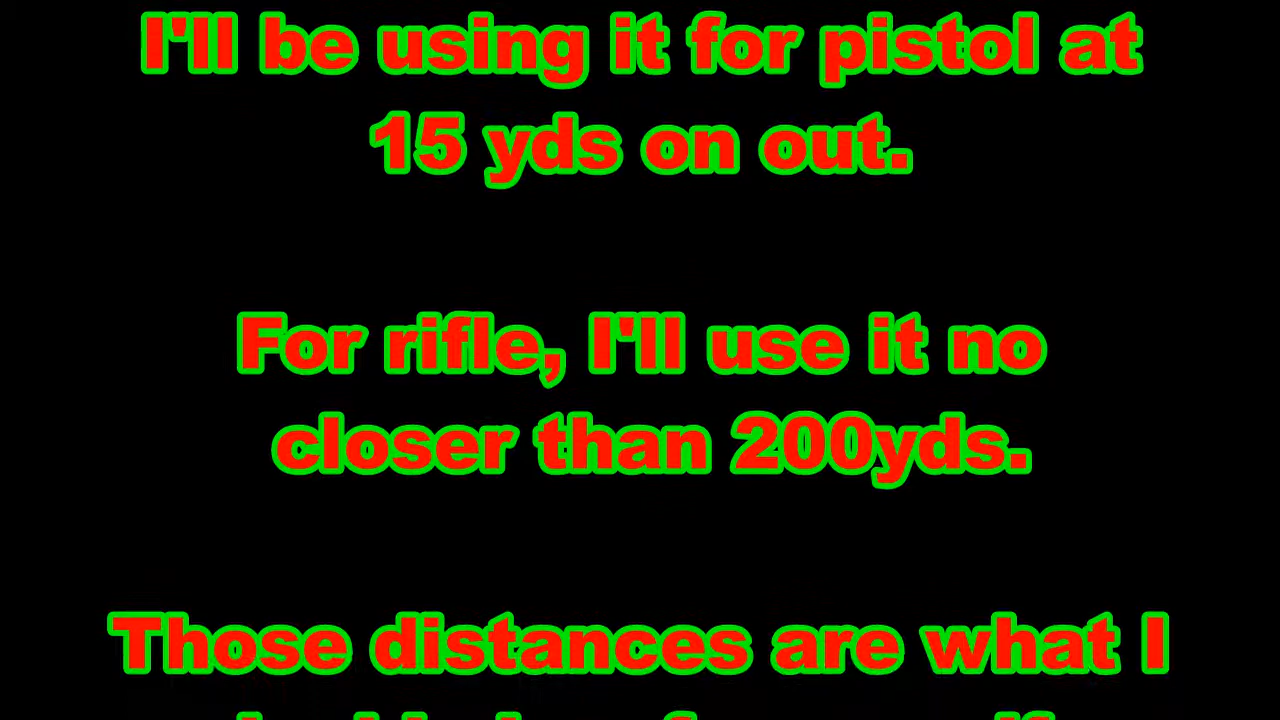 I'll be using it for pistol at
15 yds on out.
For rifle, I'll use it no
closer than 200yds.
Those distances are what I